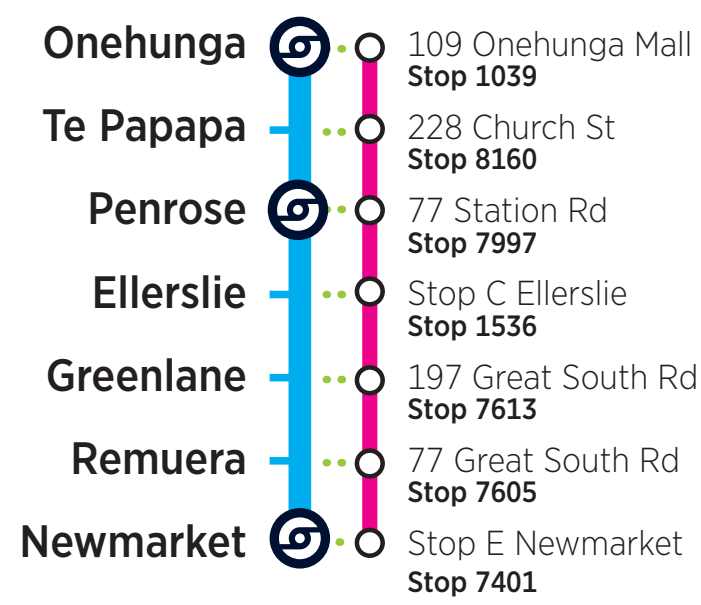 Onehunga
109 Onehunga Mall
Stop 1039
Te Papapa
228 Church St
Stop 8160
Penrose
77 Station Rd
Stop 7997
Ellerslie
Stop C Ellerslie
Stop 1536
Greenlane
197 Great South Rd
Stop 7613
Remuera
77 Great South Rd
Stop 7605
Newmarket
Stop E Newmarket
Stop 7401